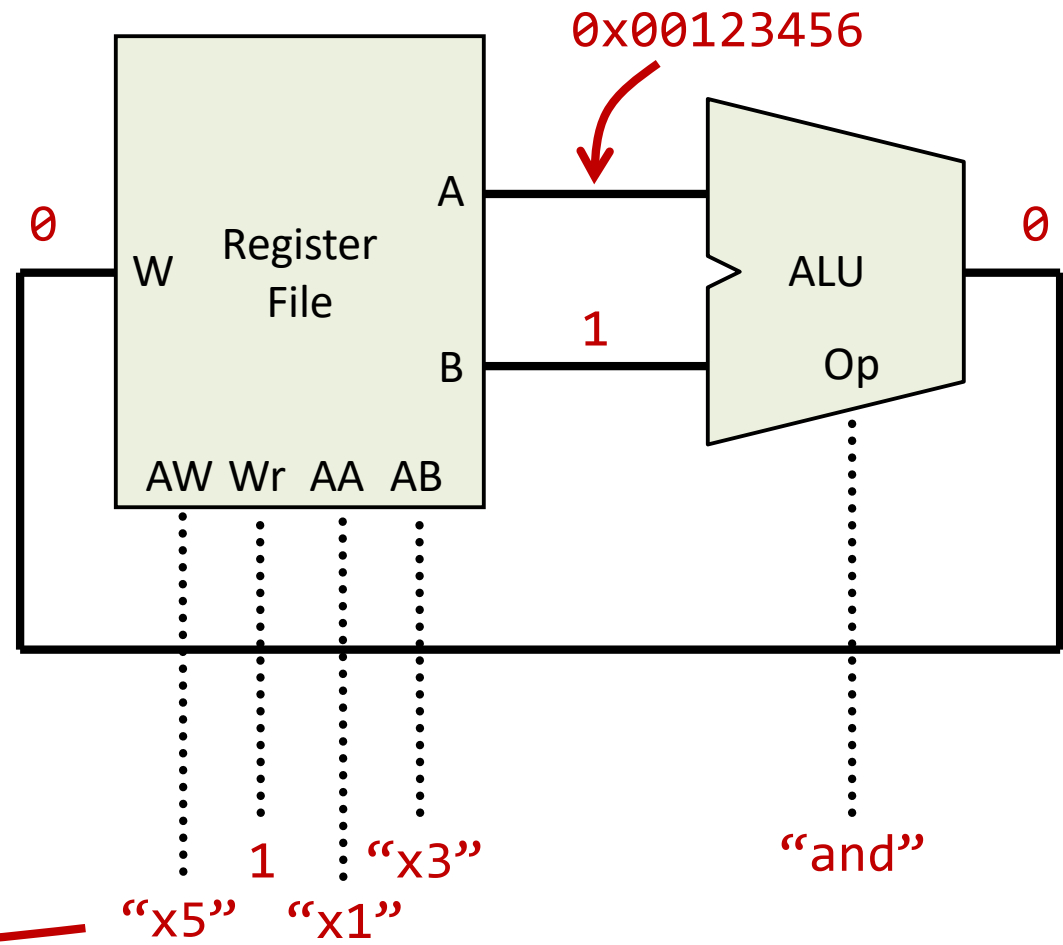 0x00123456
A
0
0
Register
File
W
ALU
1
B
Op
AW Wr AA AB
1
“x3”
“and”
“x5”
“x1”